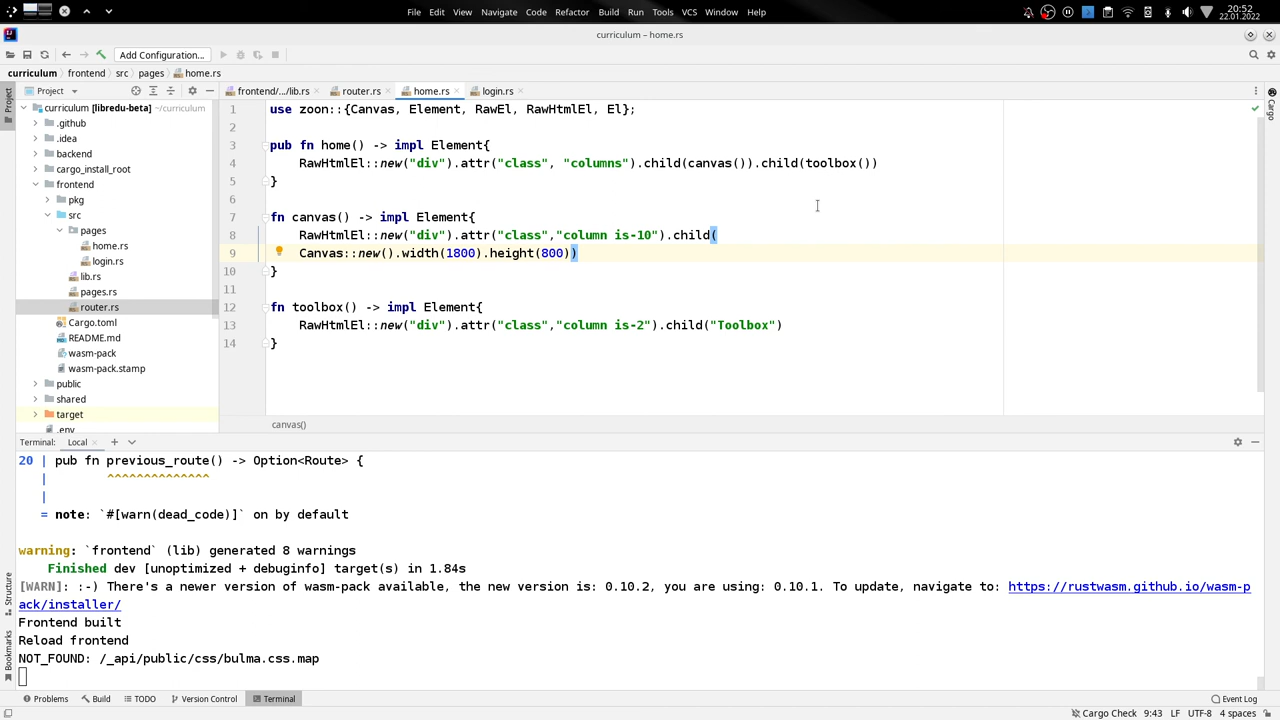 File Edit View Navigate Code Refactor Build Run Tools VCS Window Help
20:52
22.01.2022
curriculum – home.rs
Add Configuration...
curriculum frontend src pages home.rs
Project
frontend/.../lib.rs router.rs home.rs login.rs
Project
Cargo
curriculum [libredu-beta] ~/curriculum
.github
.idea
backend
cargo_install_root
frontend
pkg
src
pages
home.rs
login.rs
lib.rs
pages.rs
router.rs
Cargo.toml
README.md
wasm-pack
wasm-pack.stamp
public
shared
target
.env
1 use zoon::{Canvas, Element, RawEl, RawHtmlEl, El};
2
3 pub fn home() -> impl Element{
4 RawHtmlEl::new("div").attr("class", "columns").child(canvas()).child(toolbox())
5 }
6
7 fn canvas() -> impl Element{
8 RawHtmlEl::new("div").attr("class","column is-10").child(
9 Canvas::new().width(1800).height(800))
10 }
11
12 fn toolbox() -> impl Element{
13 RawHtmlEl::new("div").attr("class","column is-2").child("Toolbox")
14 }
canvas()
Terminal: Local
20 | pub fn previous_route() -> Option<Route> {
| ^^^^^^^^^^^^^^
|
= note: `#[warn(dead_code)]` on by default
warning: `frontend` (lib) generated 8 warnings
Finished dev [unoptimized + debuginfo] target(s) in 1.84s
[WARN]: :-) There's a newer version of wasm-pack available, the new version is: 0.10.2, you are using: 0.10.1. To update, navigate to: https://rustwasm.github.io/wasm-p
ack/installer/
Frontend built
Reload frontend
NOT_FOUND: /_api/public/css/bulma.css.map
Structure
Bookmarks
Problems Build TODO Version Control Terminal Event Log
Cargo Check 9:43 LF UTF-8 4 spaces